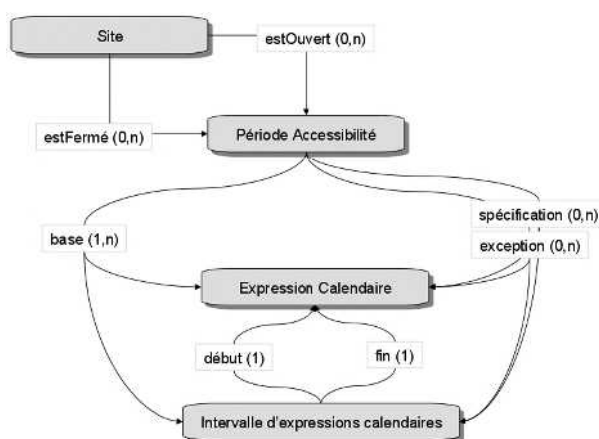 Site
estOuvert (0,n)
estFermé (0,n)
Période Accessibilité
spécification (0,n)
base (1,n)
exception (0,n)
Expression Calendaire
début (1)
fin (1)
Intervalle d'expressions calendaires